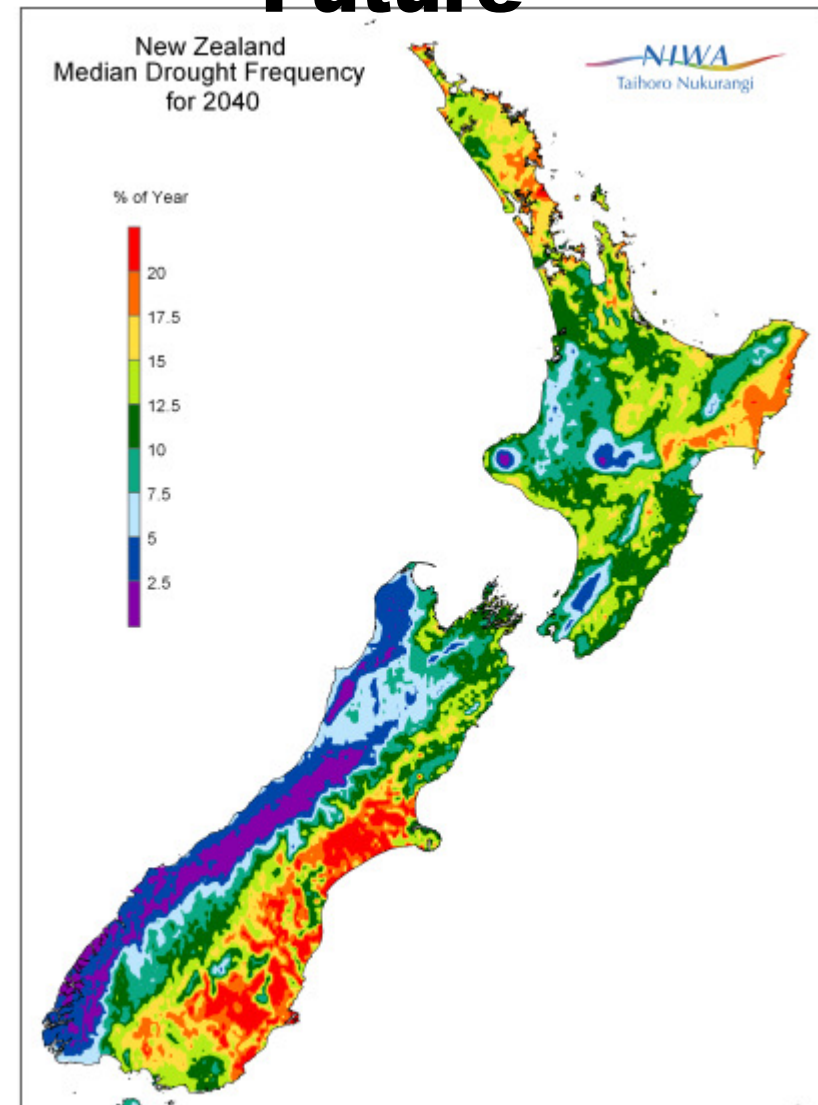 Future
New Zealand
Median Drought Frequency
for 2040
NIWA
Taihoro Nukurangi
% of Year
20
17.5
15
12.5
10
7.5
5
2.5